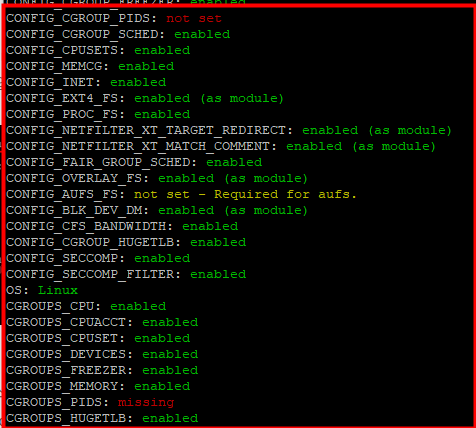 CONFIG_CGROUP_FREEZER: enabled
CONFIG_CGROUP_PIDS: not set
CONFIG_CGROUP_SCHED: enabled
CONFIG_CPUSETS: enabled
CONFIG_MEMCG: enabled
CONFIG_INET: enabled
CONFIG_EXT4_FS: enabled (as module)
CONFIG_PROC_FS: enabled
CONFIG_NETFILTER_XT_TARGET_REDIRECT: enabled (as module)
CONFIG_NETFILTER_XT_MATCH_COMMENT: enabled (as module)
CONFIG_FAIR_GROUP_SCHED: enabled
CONFIG_OVERLAY_FS: enabled (as module)
CONFIG_AUFS_FS: not set - Required for aufs.
CONFIG_BLK_DEV_DM: enabled (as module)
CONFIG_CFS_BANDWIDTH: enabled
CONFIG_CGROUP_HUGETLB: enabled
CONFIG_SECCOMP: enabled
CONFIG_SECCOMP_FILTER: enabled
OS: Linux
CGROUPS_CPU: enabled
CGROUPS_CPUACCT: enabled
CGROUPS_CPUSET: enabled
CGROUPS_DEVICES: enabled
CGROUPS_FREEZER: enabled
CGROUPS_MEMORY: enabled
CGROUPS_PIDS: missing
CGROUPS_HUGETLB: enabled